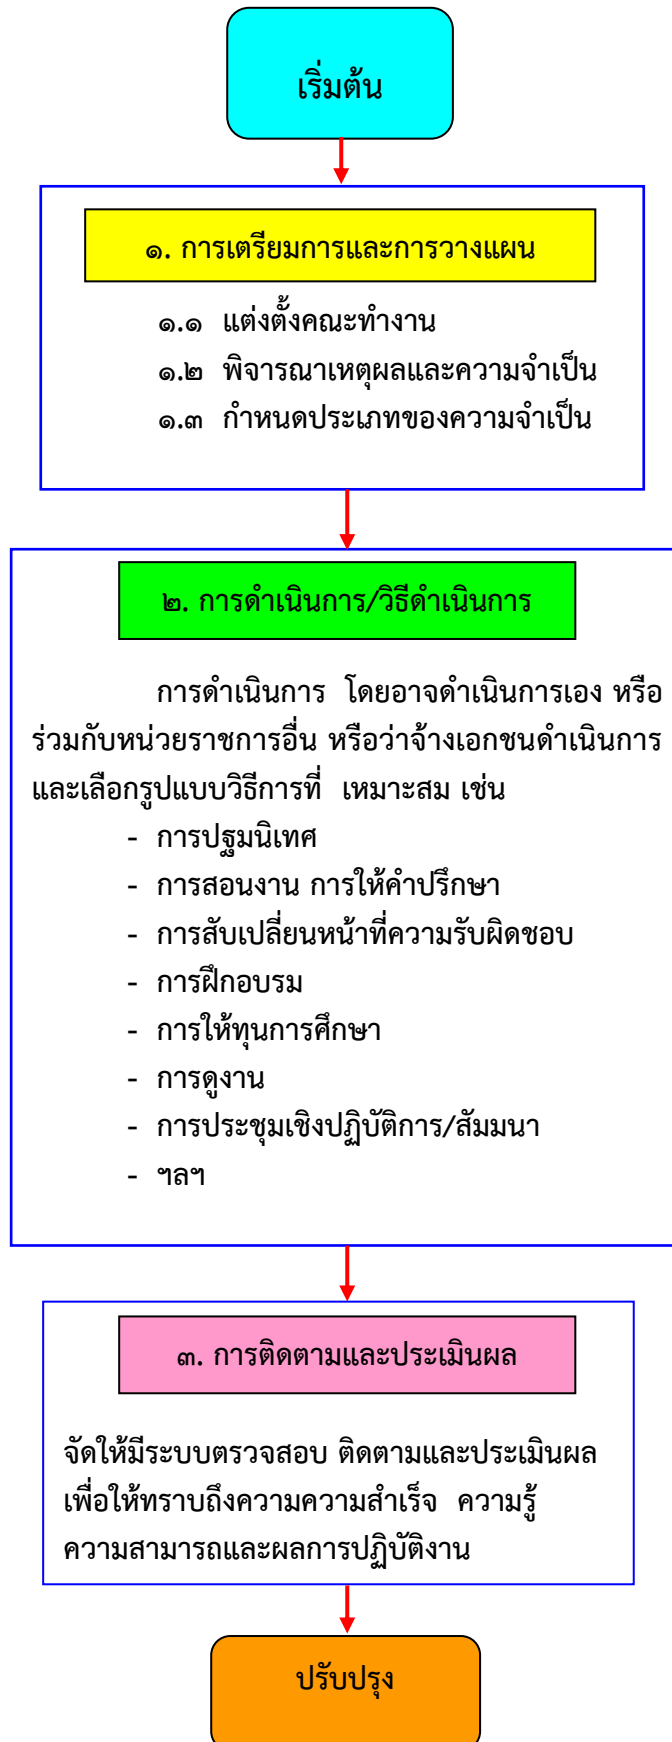 เริ่มต้น
๑. การเตรียมการและการวางแผน
๑.๑ แต่งตั้งคณะทำงาน
๑.๒ พิจารณาเหตุผลและความจำเป็น
๑.๓ กำหนดประเภทของความจำเป็น
๒. การดำเนินการ/วิธีดำเนินการ
การดำเนินการ โดยอาจดำเนินการเอง หรือ
ร่วมกับหน่วยราชการอื่น หรือว่าจ้างเอกชนดำเนินการ
และเลือกรูปแบบวิธีการที่ เหมาะสม เช่น
- การปฐมนิเทศ
- การสอนงาน การให้คำปรึกษา
- การสับเปลี่ยนหน้าที่ความรับผิดชอบ
- การฝึกอบรม
- การให้ทุนการศึกษา
- การดูงาน
- การประชุมเชิงปฏิบัติการ/สัมมนา
- ฯลฯ
๓. การติดตามและประเมินผล
จัดให้มีระบบตรวจสอบ ติดตามและประเมินผล
เพื่อให้ทราบถึงความความสำเร็จ ความรู้
ความสามารถและผลการปฏิบัติงาน
ปรับปรุง